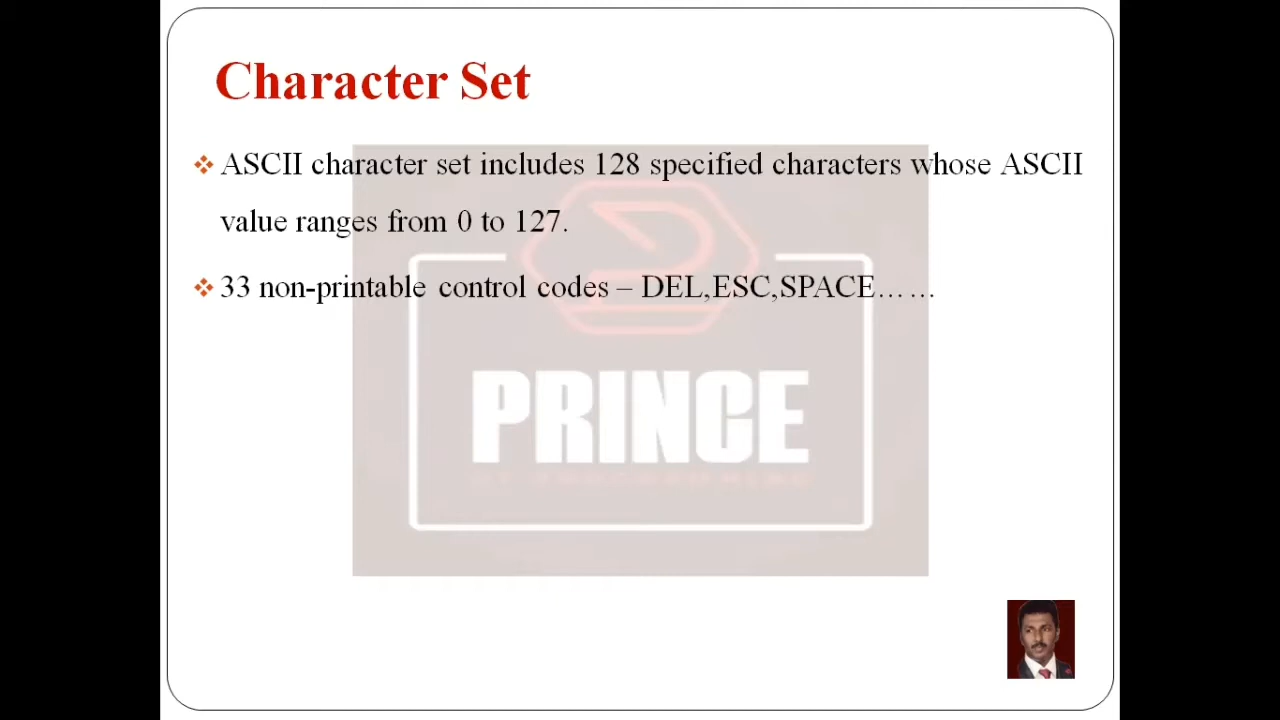 Character Set
ASCII character set includes 128 specified characters whose ASCII
value ranges from 0 to 127.
33 non-printable control codes – DEL,ESC,SPACE……
PRINCE